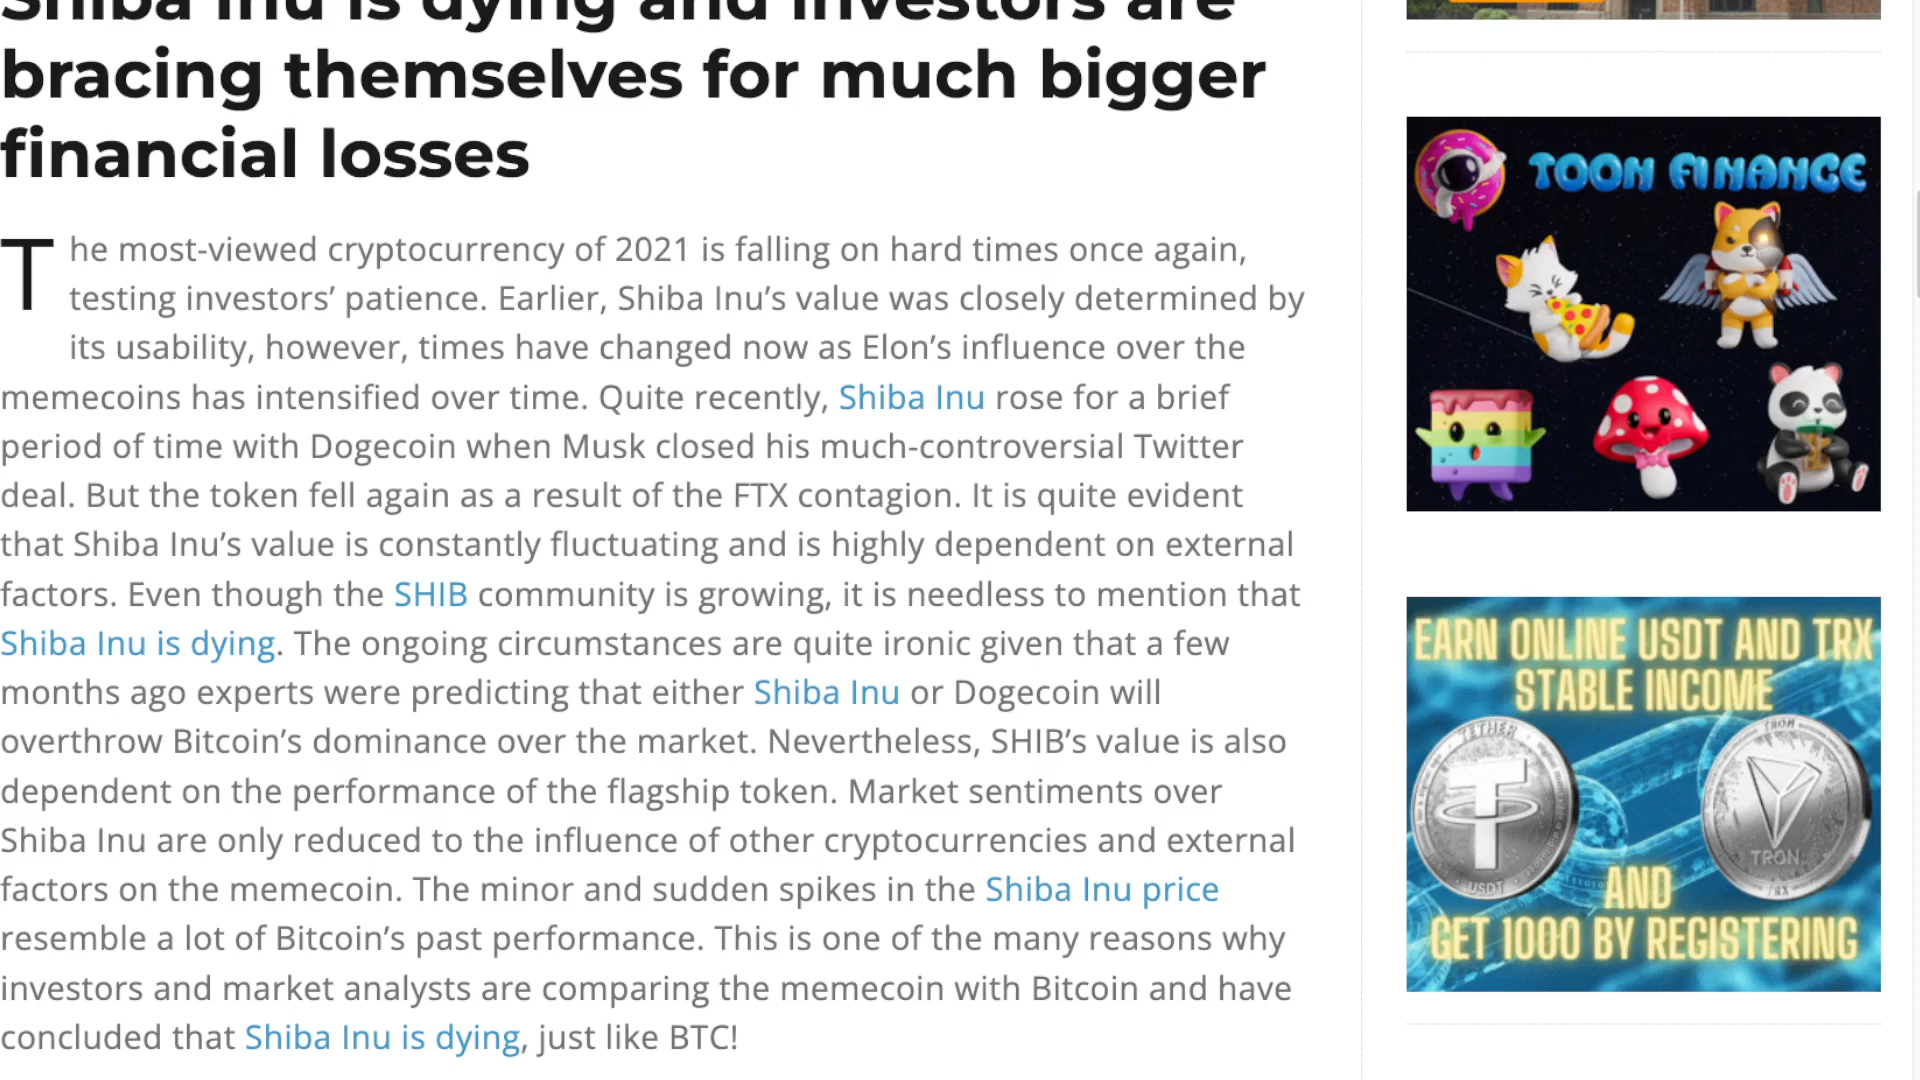 Shiba Inu is dying and investors are
bracing themselves for much bigger
financial losses
The most-viewed cryptocurrency of 2021 is falling on hard times once again,
testing investors’ patience. Earlier, Shiba Inu’s value was closely determined by
its usability, however, times have changed now as Elon’s influence over the
memecoins has intensified over time. Quite recently, Shiba Inu rose for a brief
period of time with Dogecoin when Musk closed his much-controversial Twitter
deal. But the token fell again as a result of the FTX contagion. It is quite evident
that Shiba Inu’s value is constantly fluctuating and is highly dependent on external
factors. Even though the SHIB community is growing, it is needless to mention that
Shiba Inu is dying. The ongoing circumstances are quite ironic given that a few
months ago experts were predicting that either Shiba Inu or Dogecoin will
overthrow Bitcoin’s dominance over the market. Nevertheless, SHIB’s value is also
dependent on the performance of the flagship token. Market sentiments over
Shiba Inu are only reduced to the influence of other cryptocurrencies and external
factors on the memecoin. The minor and sudden spikes in the Shiba Inu price
resemble a lot of Bitcoin’s past performance. This is one of the many reasons why
investors and market analysts are comparing the memecoin with Bitcoin and have
concluded that Shiba Inu is dying, just like BTC!
TOON FINANCE
EARN ONLINE USDT AND TRX
STABLE INCOME
TETHER
USDT
TRON
TRON
TRX
AND
GET 1000 BY REGISTERING